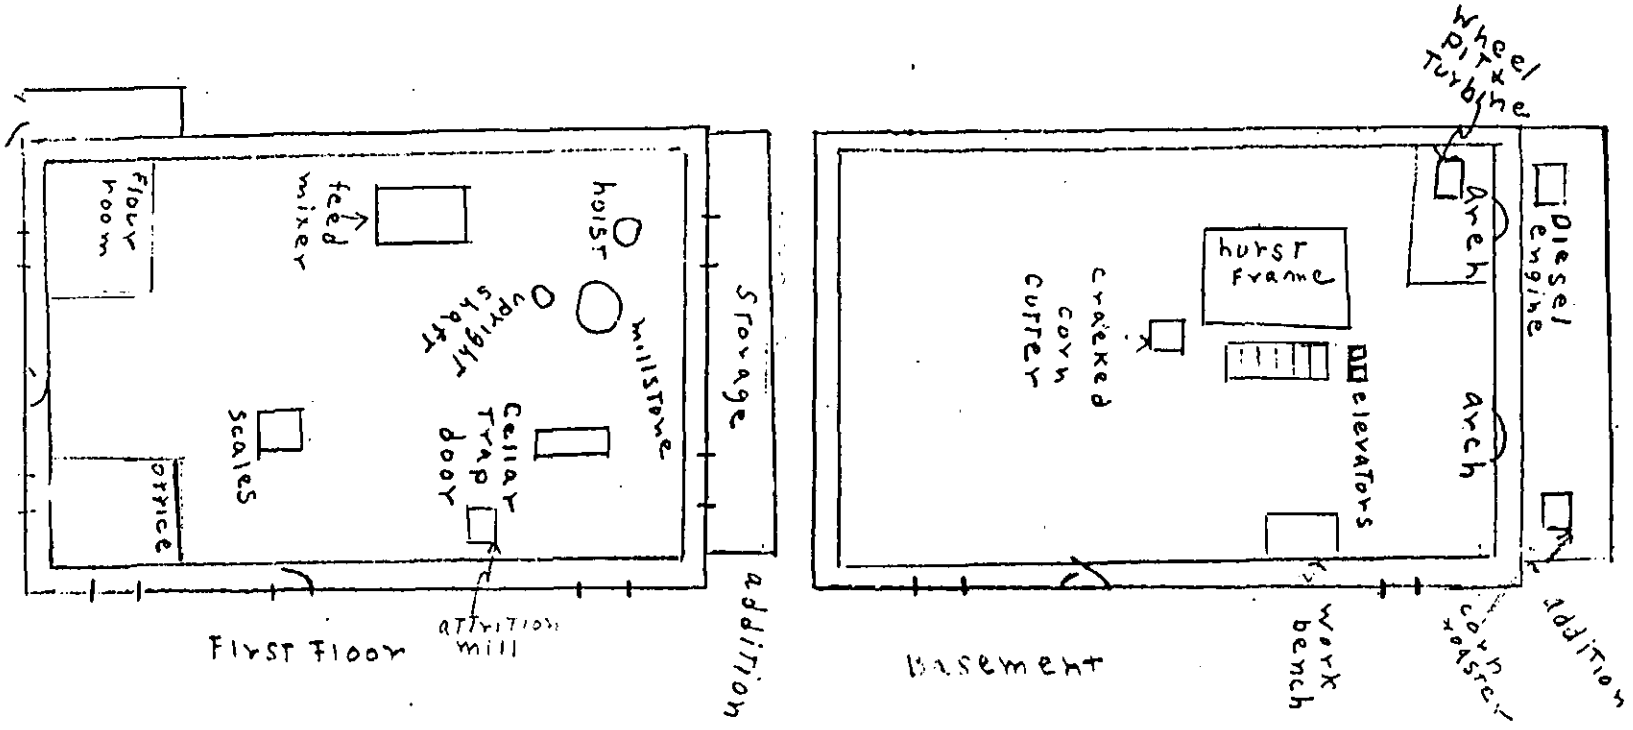 Flour
room
feed
mixer
hoist
upright
shaft
millstone
Storage
scales
office
Cellar
Trap
door
attrition
mill
addition
First Floor
wheel
pit &
Turbine
arch
Diesel
engine
hurst
Frame
cracked
corn
cutter
elevators
arch
work
bench
corn
roaster
addition
Basement